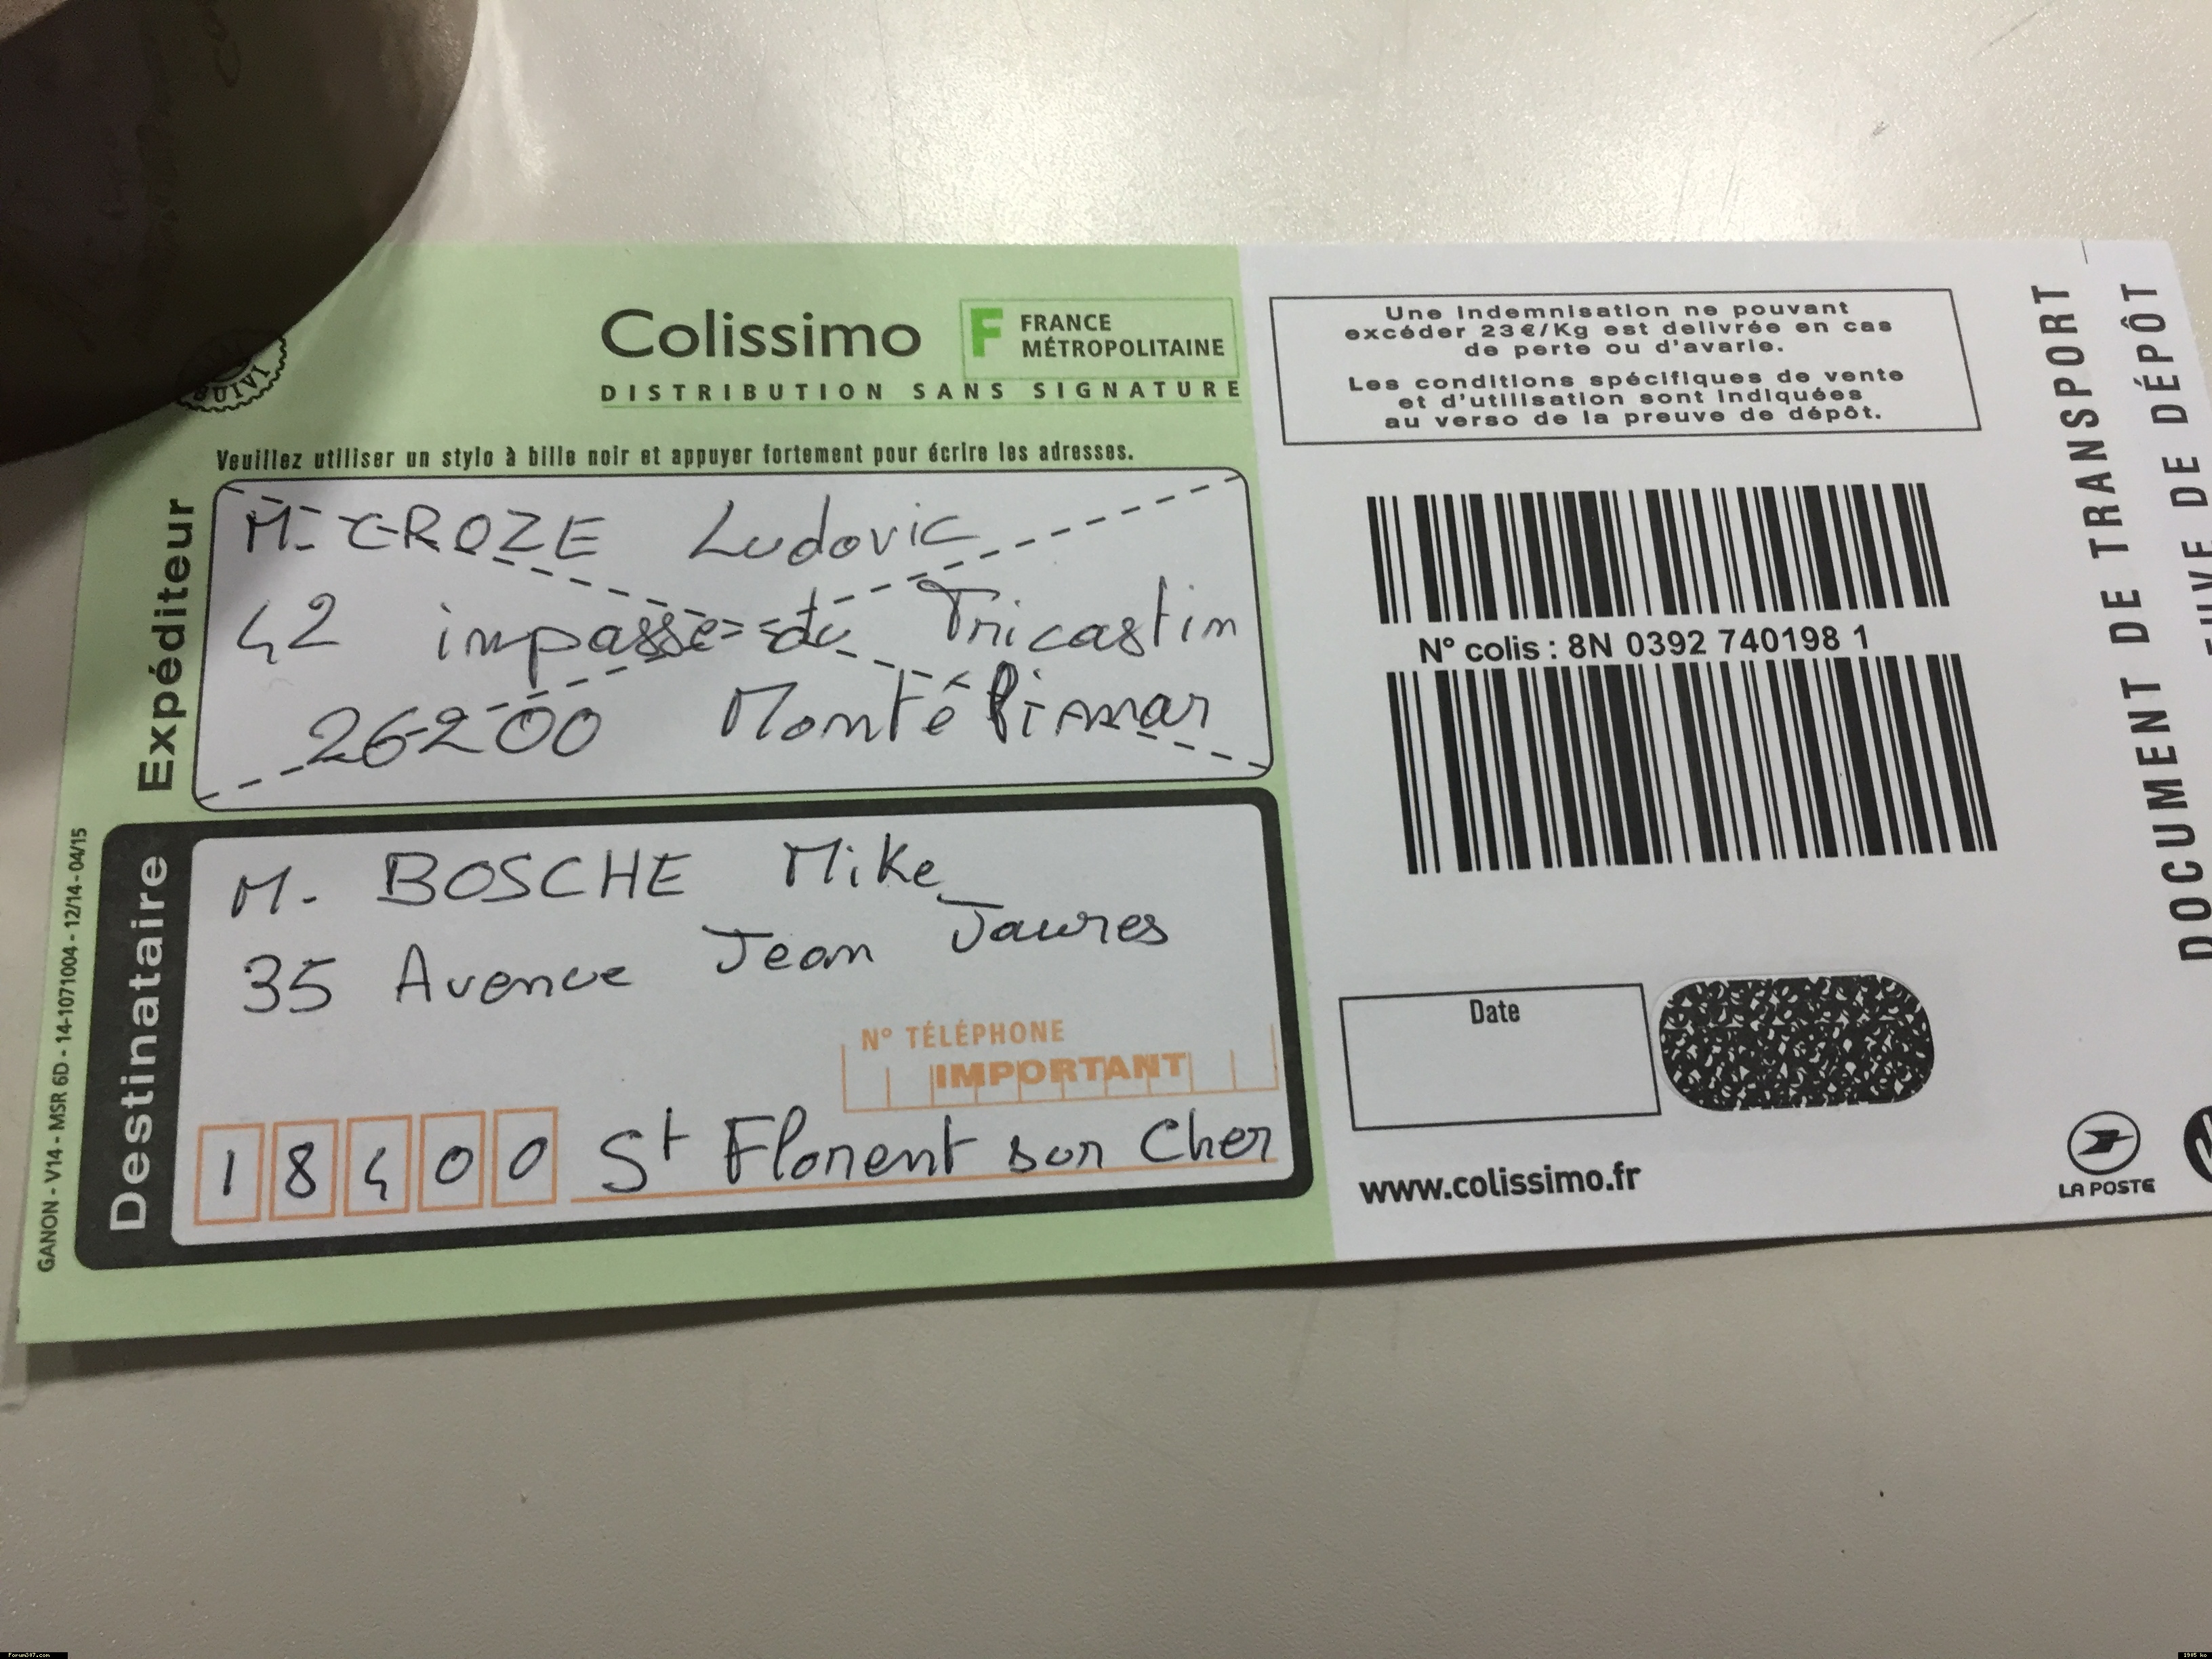 Colissimo
F
FRANCE
MÉTROPOLITAINE
DISTRIBUTION SANS SIGNATURE
Veuillez utiliser un stylo à bille noir et appuyer fortement pour écrire les adresses.
Expéditeur
M. CROZE Ludovic
42 impasse du Tricastin
26200 Montélimar
Destinataire
M. BOSCHE Mike
35 Avenue Jean Jaures
N° TÉLÉPHONE
IMPORTANT
18400 St Florent sur Cher
GANON - V14 - MSR 6D - 14-1071004 - 12/14 - 04/15
Une indemnisation ne pouvant
excéder 23€/Kg est delivrée en cas
de perte ou d'avarie.
Les conditions spécifiques de vente
et d'utilisation sont indiquées
au verso de la preuve de dépôt.
N° colis : 8N 0392 740198 1
Date
www.colissimo.fr
LA POSTE
DOCUMENT DE TRANSPORT
DE DÉPÔT
Forum347.com